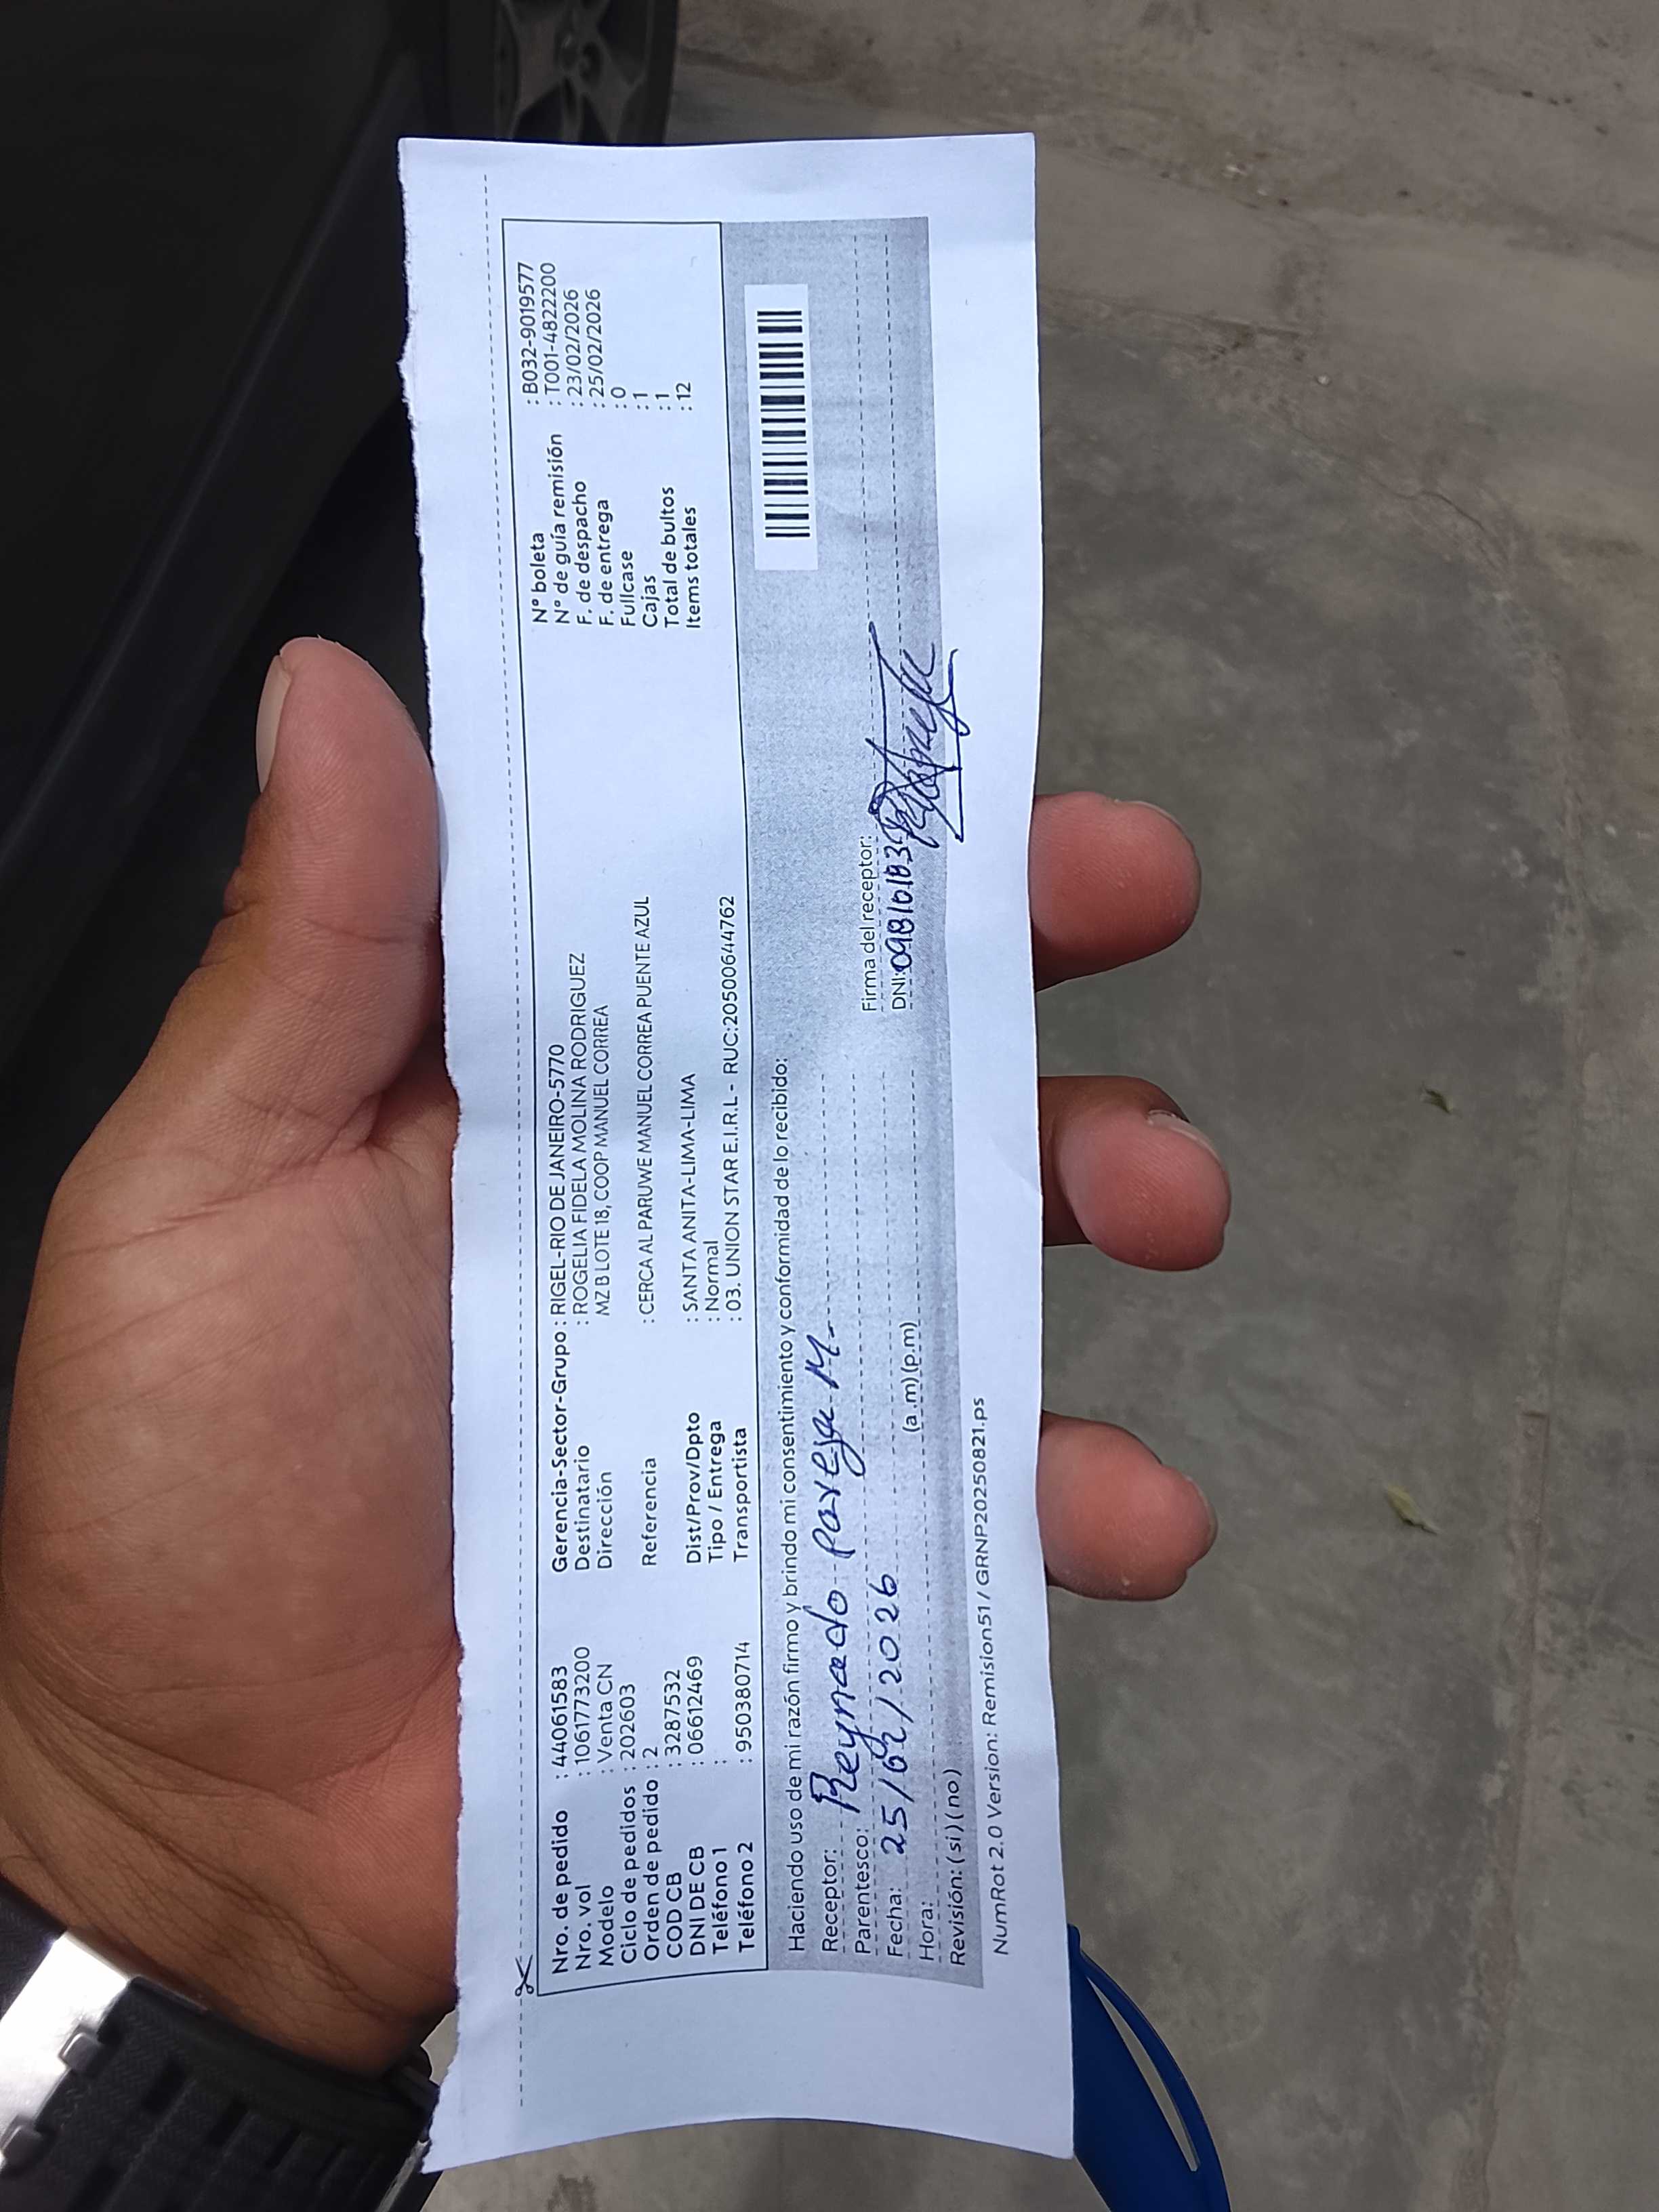 Nro. de pedido : 44061583
Nro. vol : 1061773200
Modelo : Venta CN
Ciclo de pedidos : 202603
Orden de pedido : 2
COD CB : 3287532
DNI DE CB : 06612469
Teléfono 1 :
Teléfono 2 : 950380714
Gerencia-Sector-Grupo : RIGEL-RIO DE JANEIRO-5770
Destinatario : ROGELIA FIDELA MOLINA RODRIGUEZ
Dirección MZ B LOTE 18, COOP MANUEL CORREA
Referencia : CERCA AL PARUWE MANUEL CORREA PUENTE AZUL
Dist/Prov/Dpto : SANTA ANITA-LIMA-LIMA
Tipo / Entrega : Normal
Transportista : 03. UNION STAR E.I.R.L - RUC:20500644762
N° boleta : B032-9019577
N° de guía remisión : T001-4822200
F. de despacho : 23/02/2026
F. de entrega : 25/02/2026
Fullcase : 0
Cajas : 1
Total de bultos : 1
Items totales : 12
Haciendo uso de mi razón firmo y brindo mi consentimiento y conformidad de lo recibido:
Receptor: Reynado pareja M.
Parentesco:
Fecha: 25/02/2026
Hora: (a.m)(p.m)
Revisión: (si)(no)
Firma del receptor:
DNI:
NumRot 2.0 Version: Remision51 / GRNP20250821.ps